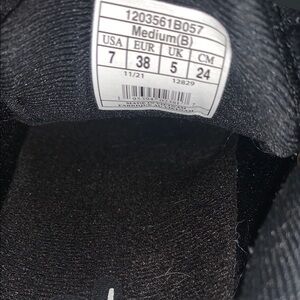 1203561B057
Medium(B)
USA EUR UK CM
7 38 5 24
11/21 12829